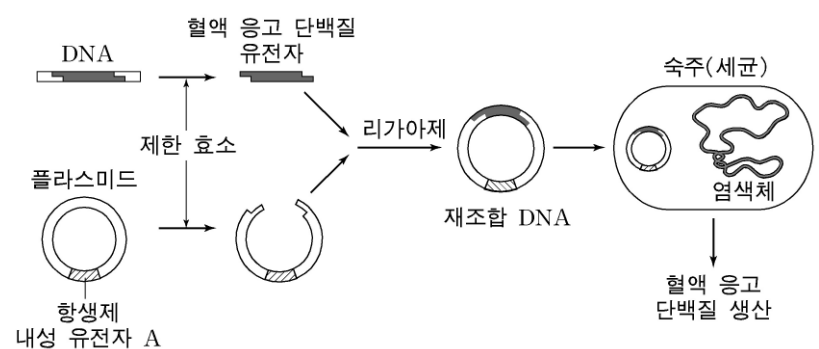 DNA
혈액 응고 단백질
유전자
제한 효소
플라스미드
항생제
내성 유전자 A
리가아제
재조합 DNA
숙주(세균)
염색체
혈액 응고
단백질 생산